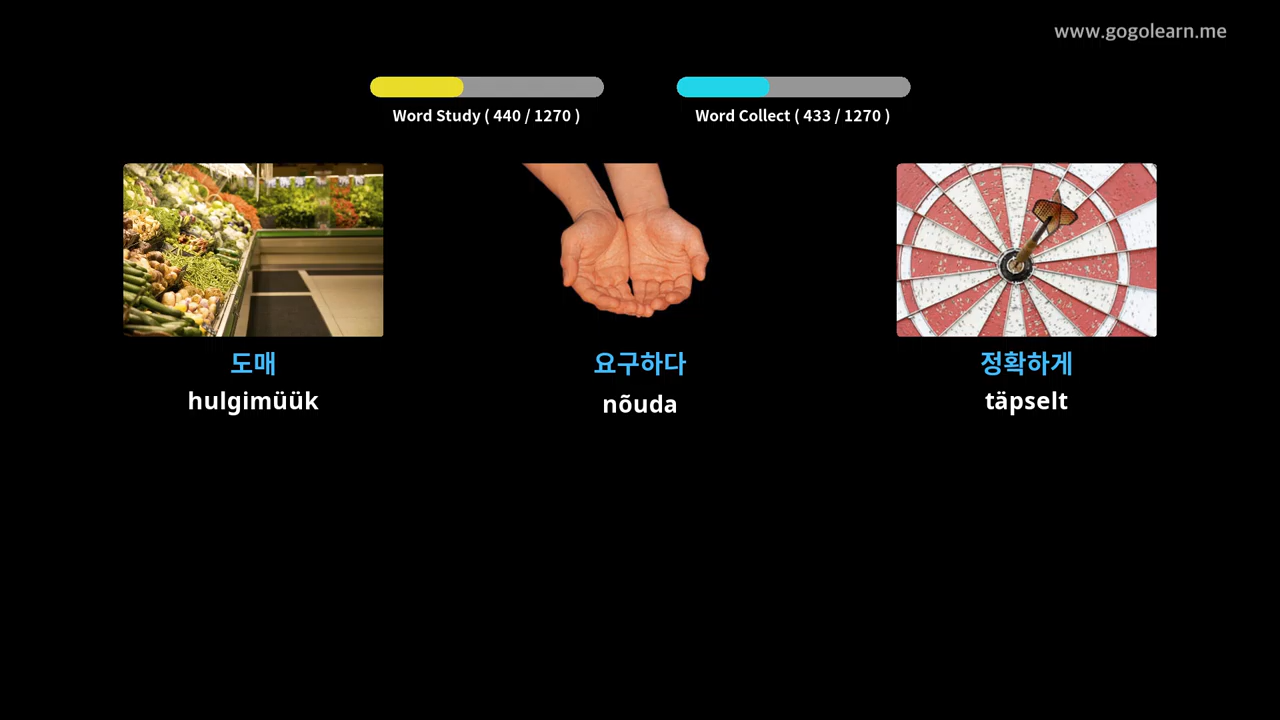 www.gogolearn.me
Word Study ( 440 / 1270 )
Word Collect ( 433 / 1270 )
도매
요구하다
정확하게
hulgimüük
nõuda
täpselt